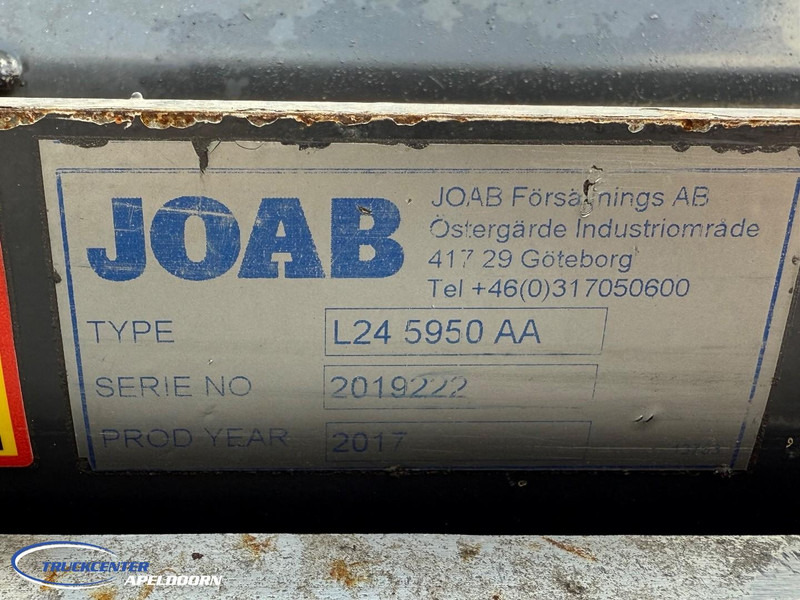 JOAB
JOAB Försäljnings AB
Östergärde Industriområde
417 29 Göteborg
Tel +46(0)317050600
TYPE L24 5950 AA
SERIE NO 2019222
PROD YEAR 2017
TRUCKCENTER
APELDOORN